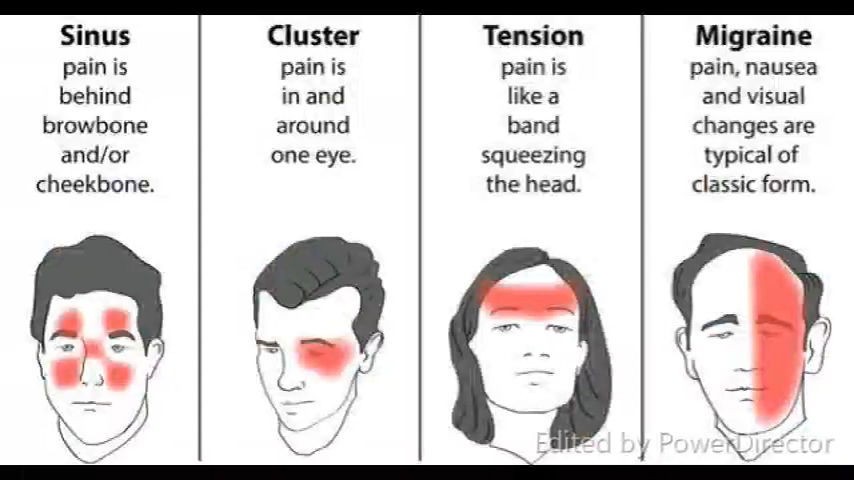 Sinus
pain is
behind
browbone
and/or
cheekbone.
Cluster
pain is
in and
around
one eye.
Tension
pain is
like a
band
squeezing
the head.
Migraine
pain, nausea
and visual
changes are
typical of
classic form.
Edited by PowerDirector